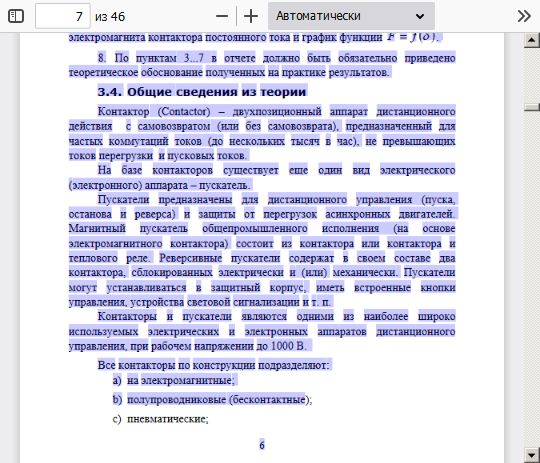 7 из 46
Автоматически
электромагнита контактора постоянного тока и график функции F = f(δ).
8. По пунктам 3...7 в отчете должно быть обязательно приведено
теоретическое обоснование полученных на практике результатов.
3.4. Общие сведения из теории
Контактор (Contactor) – двухпозиционный аппарат дистанционного
действия с самовозвратом (или без самовозврата), предназначенный для
частых коммутаций токов (до нескольких тысяч в час), не превышающих
токов перегрузки и пусковых токов.
На базе контакторов существует еще один вид электрического
(электронного) аппарата – пускатель.
Пускатели предназначены для дистанционного управления (пуска,
останова и реверса) и защиты от перегрузок асинхронных двигателей.
Магнитный пускатель общепромышленного исполнения (на основе
электромагнитного контактора) состоит из контактора или контактора и
теплового реле. Реверсивные пускатели содержат в своем составе два
контактора, сблокированных электрически и (или) механически. Пускатели
могут устанавливаться в защитный корпус, иметь встроенные кнопки
управления, устройства световой сигнализации и т. п.
Контакторы и пускатели являются одними из наиболее широко
используемых электрических и электронных аппаратов дистанционного
управления, при рабочем напряжении до 1000 В.
Все контакторы по конструкции подразделяют:
a) на электромагнитные;
b) полупроводниковые (бесконтактные);
c) пневматические;
6